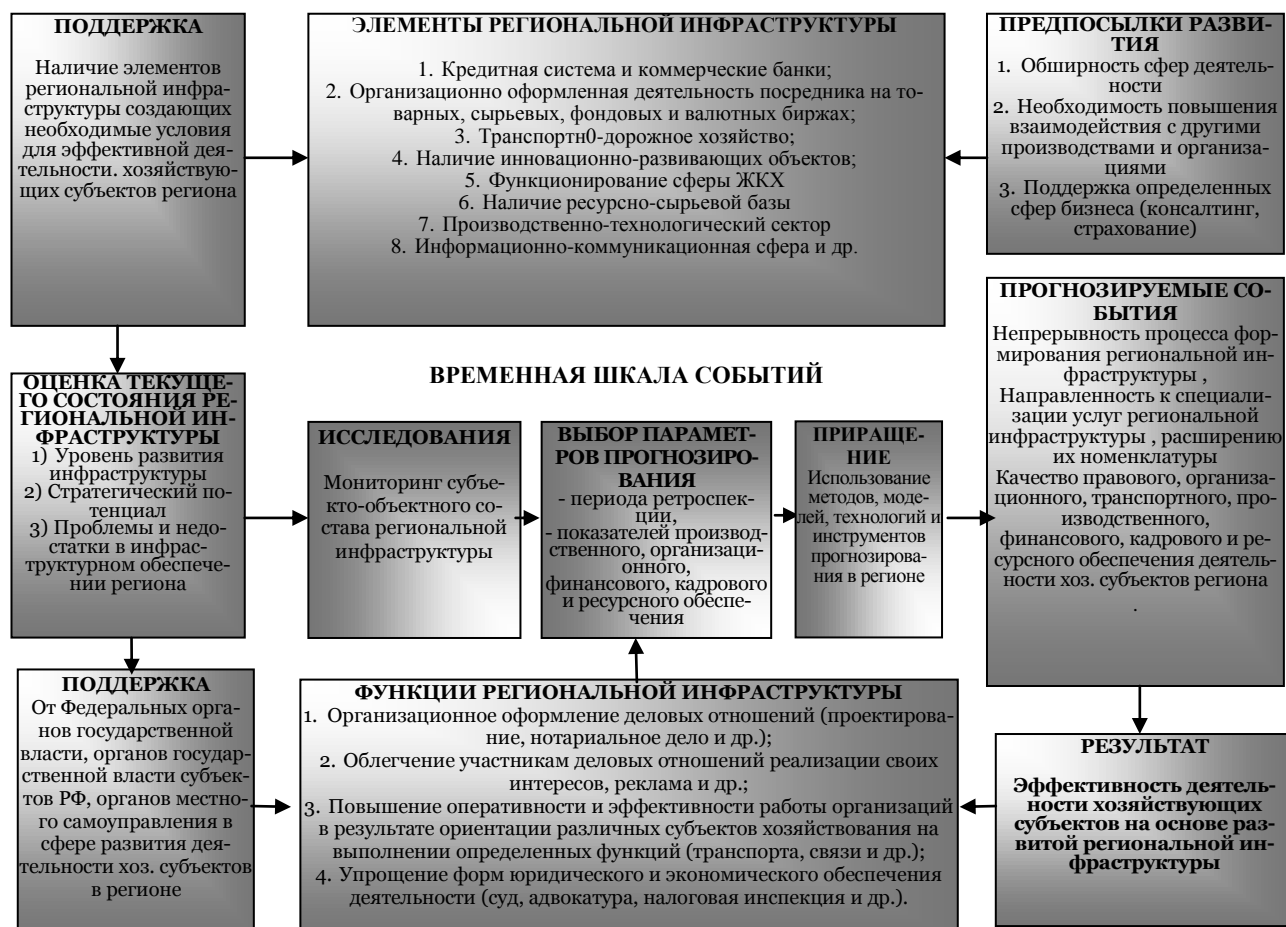 ПОДДЕРЖКА
Наличие элементов
региональной инфра-
структуры создающих
необходимые условия
для эффективной дея-
тельности. хозяйствую-
щих субъектов региона
ЭЛЕМЕНТЫ РЕГИОНАЛЬНОЙ ИНФРАСТРУКТУРЫ
1. Кредитная система и коммерческие банки;
2. Организационно оформленная деятельность посредника на то-
варных, сырьевых, фондовых и валютных биржах;
3. Транспортн0-дорожное хозяйство;
4. Наличие инновационно-развивающих объектов;
5. Функционирование сферы ЖКХ
6. Наличие ресурсно-сырьевой базы
7. Производственно-технологический сектор
8. Информационно-коммуникационная сфера и др.
ПРЕДПОСЫЛКИ РАЗВИ-
ТИЯ
1. Обширность сфер деятель-
ности
2. Необходимость повышения
взаимодействия с другими
производствами и организа-
циями
3. Поддержка определенных
сфер бизнеса (консалтинг,
страхование)
ОЦЕНКА ТЕКУЩЕ-
ГО СОСТОЯНИЯ РЕ-
ГИОНАЛЬНОЙ ИН-
ФРАСТРУКТУРЫ
1) Уровень развития
инфраструктуры
2) Стратегический по-
тенциал
3) Проблемы и недо-
статки в инфрас-
труктурном обеспече-
нии региона
ВРЕМЕННАЯ ШКАЛА СОБЫТИЙ
ИССЛЕДОВАНИЯ
Мониторинг субъе-
кто-объектного со-
става региональной
инфраструктуры
ВЫБОР ПАРАМЕТ-
РОВ ПРОГНОЗИРО-
ВАНИЯ
- периода ретроспек-
ции,
- показателей производ-
ственного, организаци-
онного,
финансового, кадрового
и ресурсного обеспе-
чения
ПРИРАЩЕ-
НИЕ
Использование
методов, моде-
лей, технологий и
инструментов
прогнозирова-
ния в регионе
ПРОГНОЗИРУЕМЫЕ СО-
БЫТИЯ
Непрерывность процесса фор-
мирования региональной ин-
фраструктуры ,
Направленность к специали-
зации услуг региональной
инфраструктуры , расширению
их номенклатуры
Качество правового, организа-
ционного, транспортного, про-
изводственного,
финансового, кадрового и ре-
сурсного обеспечения деятель-
ности хоз. субъектов региона
.
ПОДДЕРЖКА
От Федеральных орга-
нов государственной
власти, органов государ-
ственной власти субъек-
тов РФ, органов местно-
го самоуправления в
сфере развития дея-
тельности хоз. субъектов
в регионе
ФУНКЦИИ РЕГИОНАЛЬНОЙ ИНФРАСТРУКТУРЫ
1. Организационное оформление деловых отношений (проектирова-
ние, нотариальное дело и др.);
2. Облегчение участникам деловых отношений реализации своих
интересов, реклама и др.;
3. Повышение оперативности и эффективности работы организаций
в результате ориентации различных субъектов хозяйствования на
выполнении определенных функций (транспорта, связи и др.);
4. Упрощение форм юридического и экономического обеспечения
деятельности (суд, адвокатура, налоговая инспекция и др.).
РЕЗУЛЬТАТ
Эффективность деятель-
ности хозяйствующих
субъектов на основе раз-
витой региональной ин-
фраструктуры